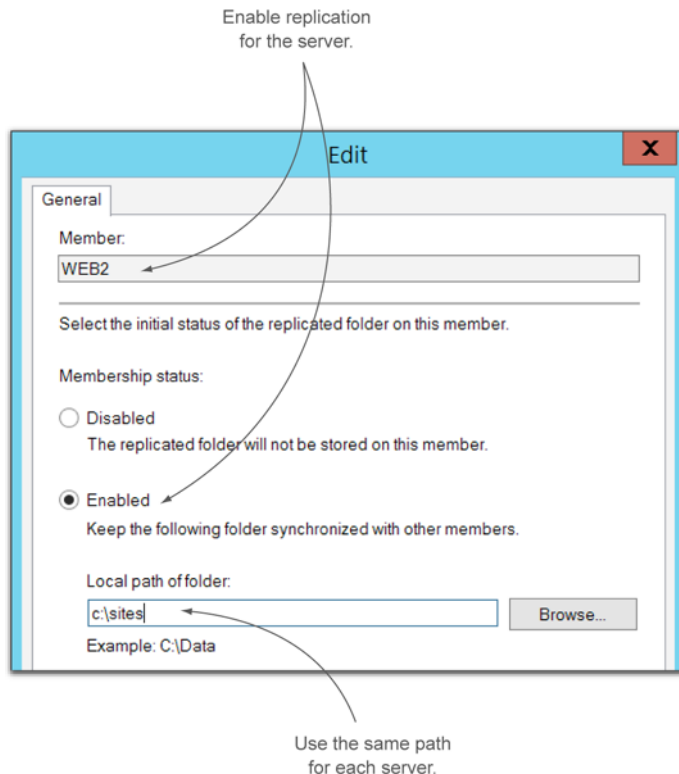 Enable replication
for the server.
Edit
X
General
Member:
WEB2
Select the initial status of the replicated folder on this member.
Membership status:
Disabled
The replicated folder will not be stored on this member.
Enabled
Keep the following folder synchronized with other members.
Local path of folder:
c:\sites
Browse...
Example: C:\Data
Use the same path
for each server.